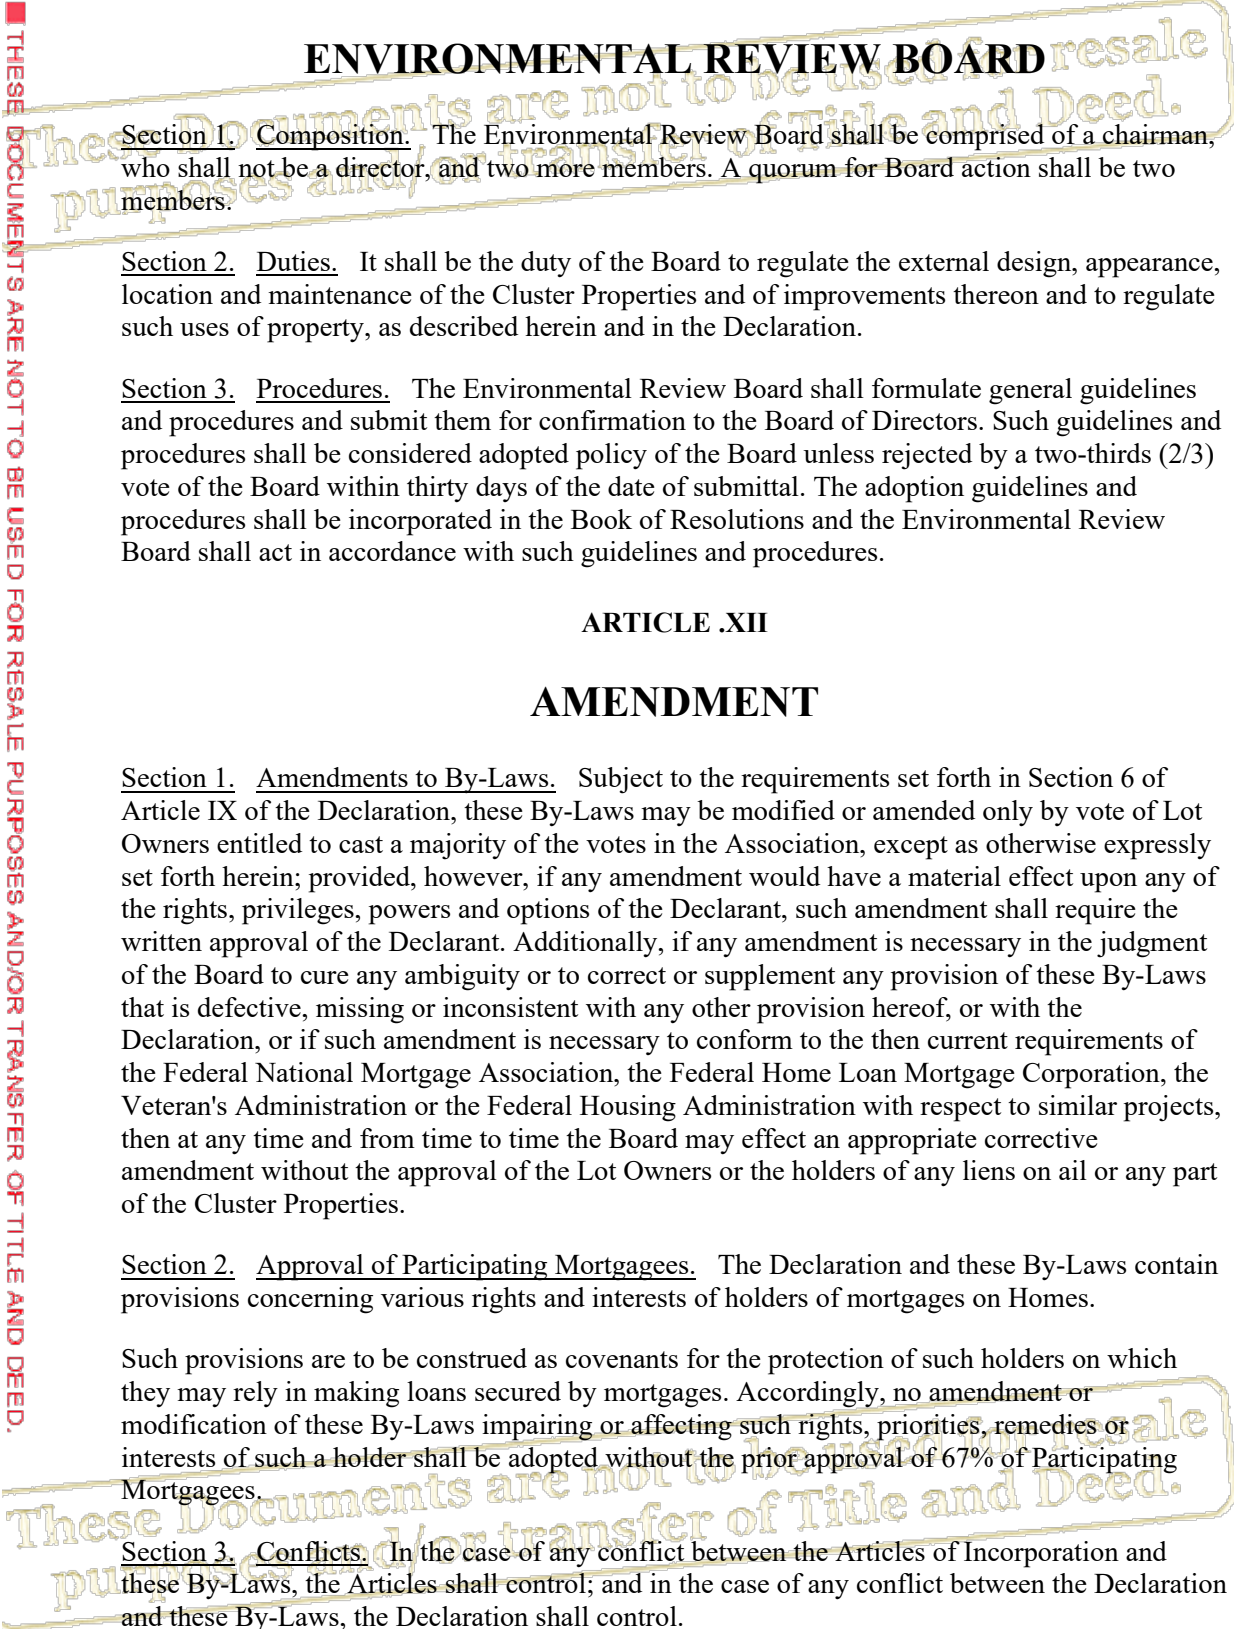 THESE DOCUMENTS ARE NOT TO BE USED FOR RESALE PURPOSES AND/OR TRANSFER OF TITLE AND DEED.
These Documents are not to be used for resale
purposes and/or transfer of Title and Deed.
ENVIRONMENTAL REVIEW BOARD
Section 1. Composition. The Environmental Review Board shall be comprised of a chairman,
who shall not be a director, and two more members. A quorum for Board action shall be two
members.
Section 2. Duties. It shall be the duty of the Board to regulate the external design, appearance,
location and maintenance of the Cluster Properties and of improvements thereon and to regulate
such uses of property, as described herein and in the Declaration.
Section 3. Procedures. The Environmental Review Board shall formulate general guidelines
and procedures and submit them for confirmation to the Board of Directors. Such guidelines and
procedures shall be considered adopted policy of the Board unless rejected by a two-thirds (2/3)
vote of the Board within thirty days of the date of submittal. The adoption guidelines and
procedures shall be incorporated in the Book of Resolutions and the Environmental Review
Board shall act in accordance with such guidelines and procedures.
ARTICLE .XII
AMENDMENT
Section 1. Amendments to By-Laws. Subject to the requirements set forth in Section 6 of
Article IX of the Declaration, these By-Laws may be modified or amended only by vote of Lot
Owners entitled to cast a majority of the votes in the Association, except as otherwise expressly
set forth herein; provided, however, if any amendment would have a material effect upon any of
the rights, privileges, powers and options of the Declarant, such amendment shall require the
written approval of the Declarant. Additionally, if any amendment is necessary in the judgment
of the Board to cure any ambiguity or to correct or supplement any provision of these By-Laws
that is defective, missing or inconsistent with any other provision hereof, or with the
Declaration, or if such amendment is necessary to conform to the then current requirements of
the Federal National Mortgage Association, the Federal Home Loan Mortgage Corporation, the
Veteran's Administration or the Federal Housing Administration with respect to similar projects,
then at any time and from time to time the Board may effect an appropriate corrective
amendment without the approval of the Lot Owners or the holders of any liens on ail or any part
of the Cluster Properties.
Section 2. Approval of Participating Mortgagees. The Declaration and these By-Laws contain
provisions concerning various rights and interests of holders of mortgages on Homes.
Such provisions are to be construed as covenants for the protection of such holders on which
they may rely in making loans secured by mortgages. Accordingly, no amendment or
modification of these By-Laws impairing or affecting such rights, priorities, remedies or
interests of such a holder shall be adopted without the prior approval of 67% of Participating
Mortgagees.
These Documents are not to be used for resale
purposes and/or transfer of Title and Deed.
Section 3. Conflicts. In the case of any conflict between the Articles of Incorporation and
these By-Laws, the Articles shall control; and in the case of any conflict between the Declaration
and these By-Laws, the Declaration shall control.